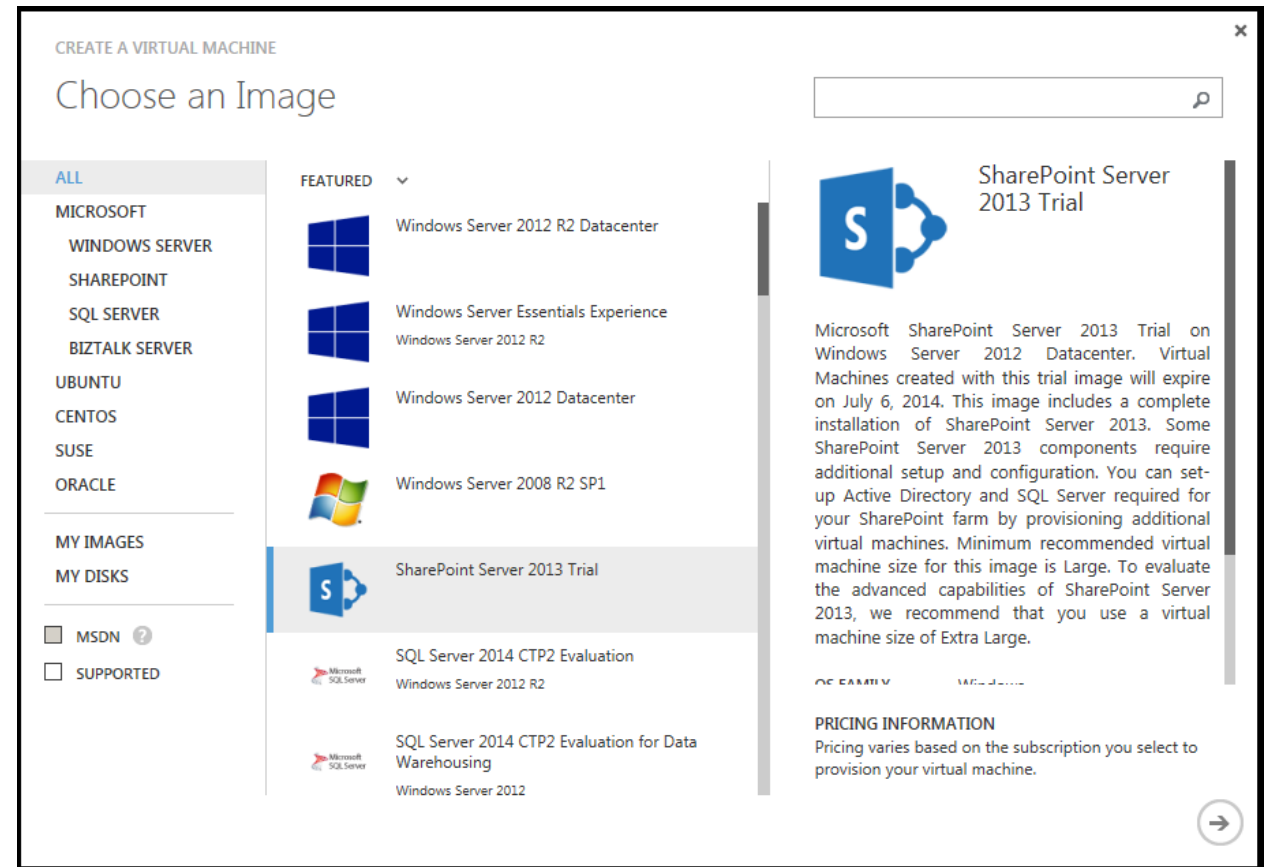 CREATE A VIRTUAL MACHINE
Choose an Image
ALL
MICROSOFT
WINDOWS SERVER
SHAREPOINT
SQL SERVER
BIZTALK SERVER
UBUNTU
CENTOS
SUSE
ORACLE
MY IMAGES
MY DISKS
MSDN ?
SUPPORTED
FEATURED
Windows Server 2012 R2 Datacenter
Windows Server Essentials Experience
Windows Server 2012 R2
Windows Server 2012 Datacenter
Windows Server 2008 R2 SP1
S
SharePoint Server 2013 Trial
Microsoft
SQL Server
SQL Server 2014 CTP2 Evaluation
Windows Server 2012 R2
Microsoft
SQL Server
SQL Server 2014 CTP2 Evaluation for Data
Warehousing
Windows Server 2012
S
SharePoint Server
2013 Trial
Microsoft SharePoint Server 2013 Trial on
Windows Server 2012 Datacenter. Virtual
Machines created with this trial image will expire
on July 6, 2014. This image includes a complete
installation of SharePoint Server 2013. Some
SharePoint Server 2013 components require
additional setup and configuration. You can set-
up Active Directory and SQL Server required for
your SharePoint farm by provisioning additional
virtual machines. Minimum recommended virtual
machine size for this image is Large. To evaluate
the advanced capabilities of SharePoint Server
2013, we recommend that you use a virtual
machine size of Extra Large.
OS FAMILY Windows
PRICING INFORMATION
Pricing varies based on the subscription you select to
provision your virtual machine.